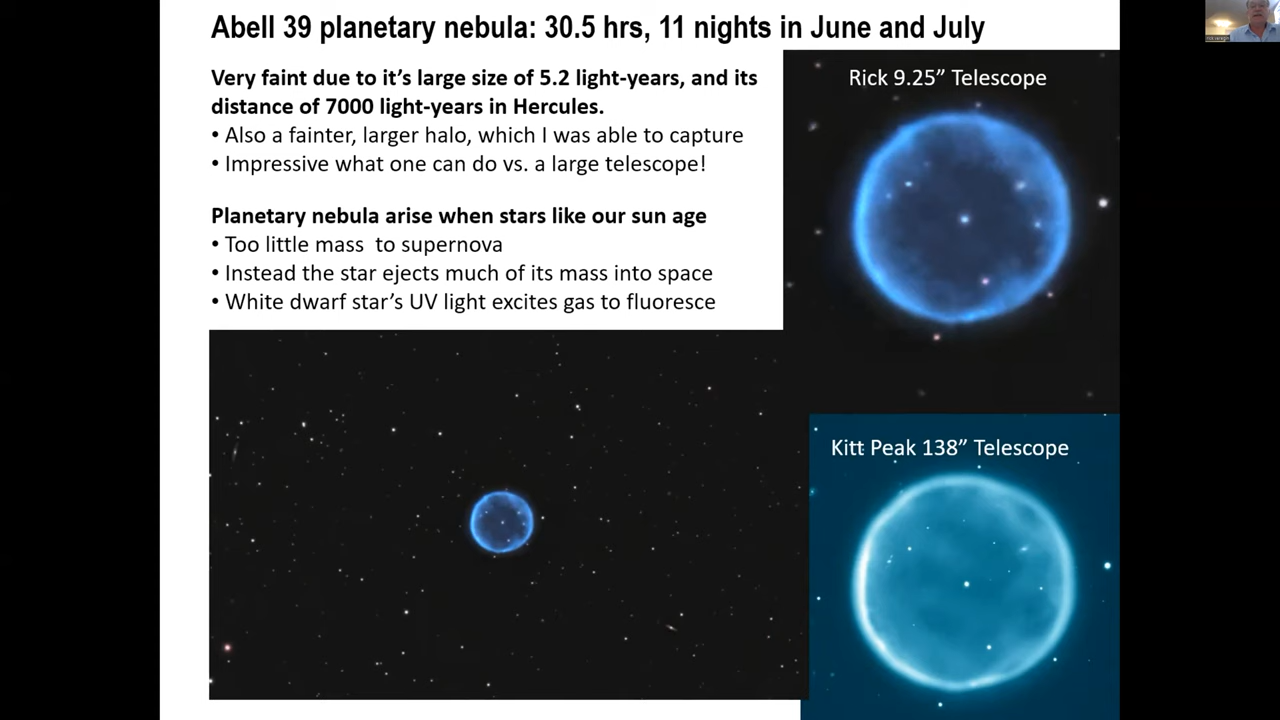 Abell 39 planetary nebula: 30.5 hrs, 11 nights in June and July
Very faint due to it's large size of 5.2 light-years, and its
distance of 7000 light-years in Hercules.
• Also a fainter, larger halo, which I was able to capture
• Impressive what one can do vs. a large telescope!
Planetary nebula arise when stars like our sun age
• Too little mass to supernova
• Instead the star ejects much of its mass into space
• White dwarf star's UV light excites gas to fluoresce
Rick 9.25” Telescope
Kitt Peak 138” Telescope